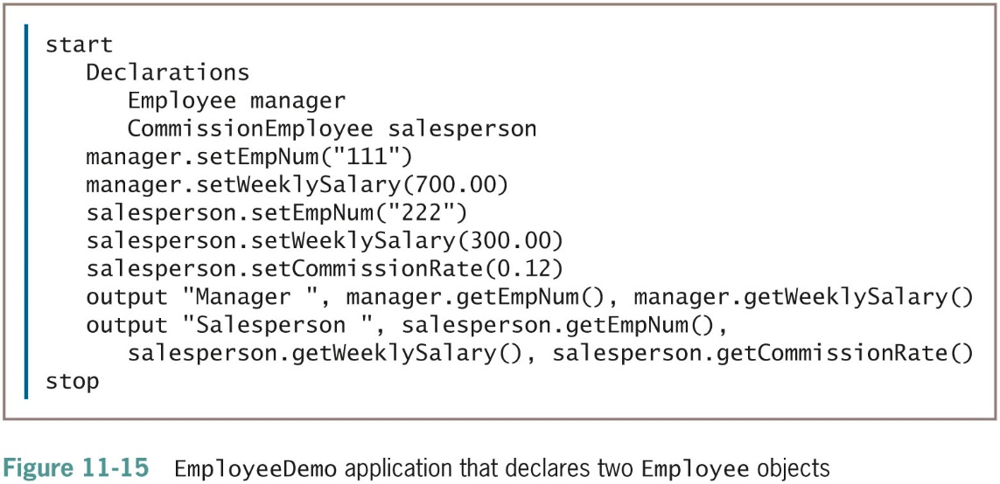 start
Declarations
Employee manager
CommissionEmployee salesperson
manager.setEmpNum("111")
manager.setWeeklySalary(700.00)
salesperson.setEmpNum("222")
salesperson.setWeeklySalary(300.00)
salesperson.setCommissionRate(0.12)
output "Manager ", manager.getEmpNum(), manager.getWeeklySalary()
output "Salesperson ", salesperson.getEmpNum(),
salesperson.getWeeklySalary(), salesperson.getCommissionRate()
stop
Figure 11-15 EmployeeDemo application that declares two Employee objects